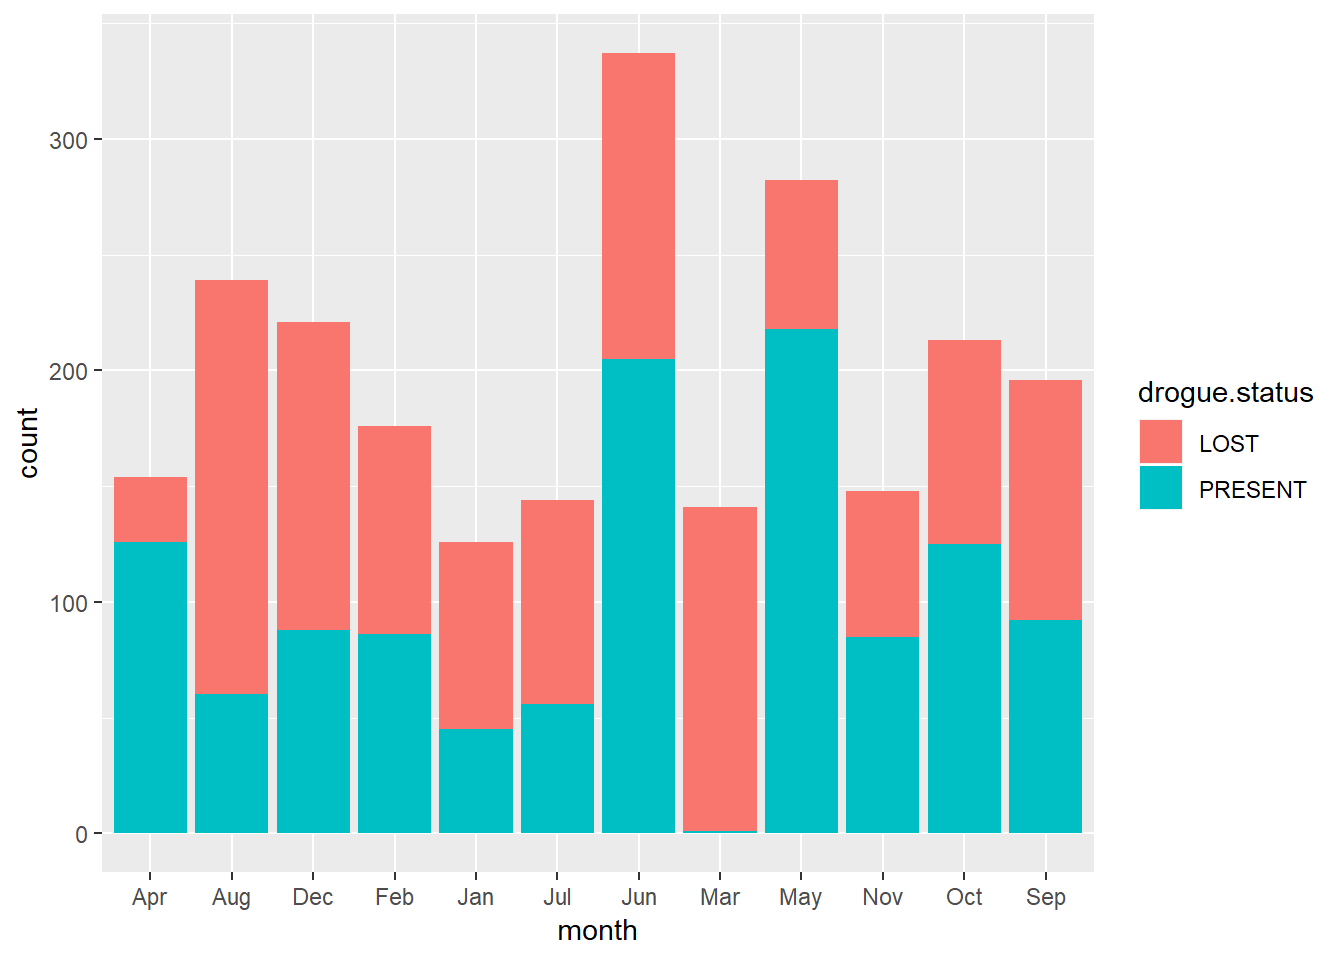 300
200
100
0
count
Apr Aug Dec Feb Jan Jul Jun Mar May Nov Oct Sep
month
drogue.status
LOST
PRESENT